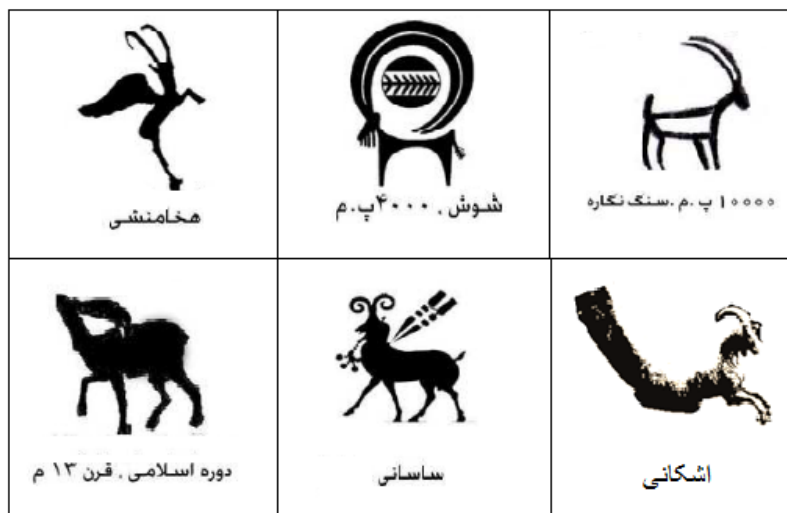 ۱۰۰۰۰ پ .م .سنگ نگاره
شوش ، ۴۰۰۰پ.م
هخامنشی
اشکانی
ساسانی
دوره اسلامی ، قرن ۱۳ م